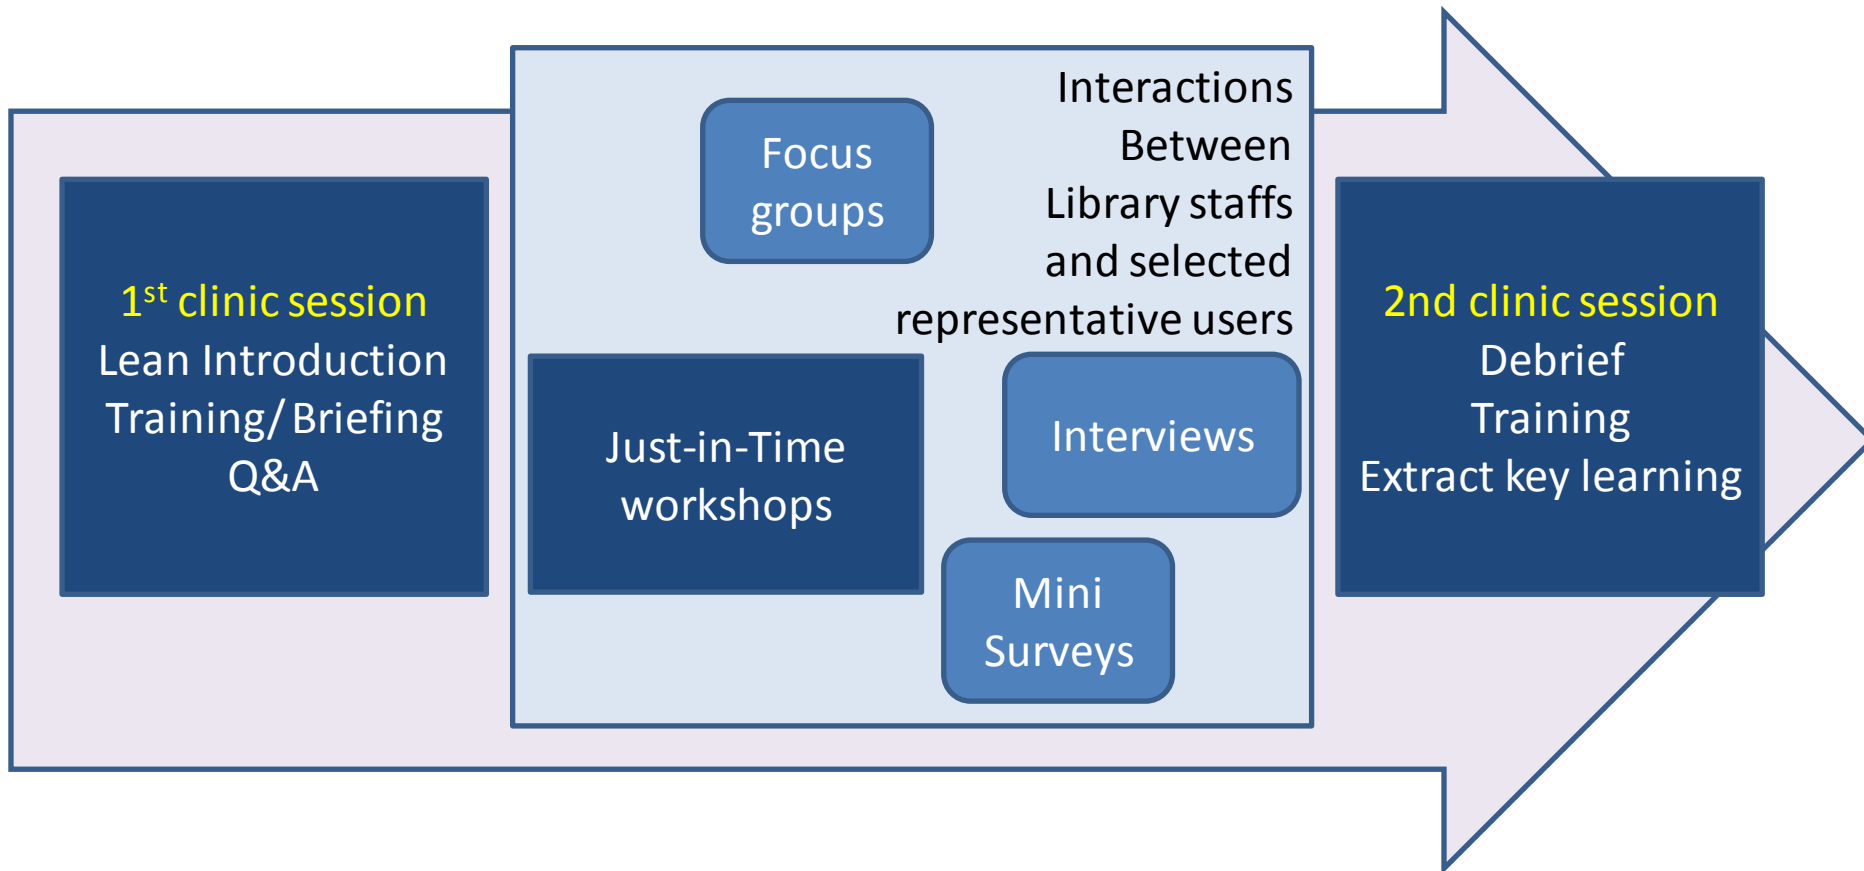 1st clinic session
Lean Introduction
Training/ Briefing
Q&A
Focus
groups
Interactions
Between
Library staffs
and selected
representative users
Just-in-Time
workshops
Interviews
Mini
Surveys
2nd clinic session
Debrief
Training
Extract key learning